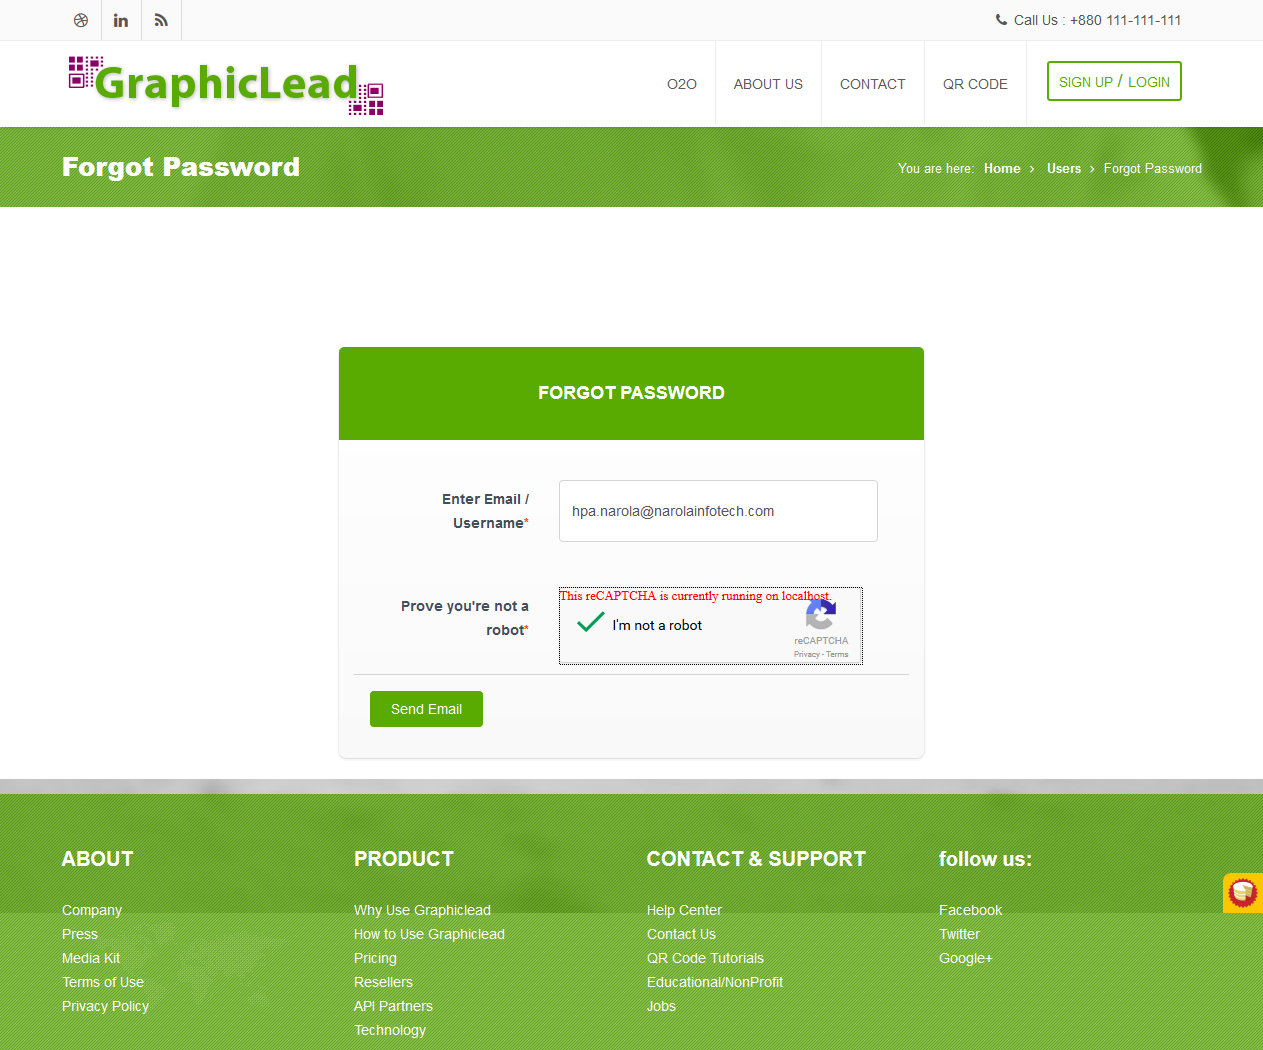 Call Us : +880 111-111-111
GraphicLead
O2O
ABOUT US
CONTACT
QR CODE
SIGN UP / LOGIN
Forgot Password
You are here: Home > Users > Forgot Password
FORGOT PASSWORD
Enter Email /
Username*
hpa.narola@narolainfotech.com
Prove you're not a
robot*
This reCAPTCHA is currently running on localhost.
I'm not a robot
reCAPTCHA
Privacy - Terms
Send Email
ABOUT
Company
Press
Media Kit
Terms of Use
Privacy Policy
PRODUCT
Why Use Graphiclead
How to Use Graphiclead
Pricing
Resellers
API Partners
Technology
CONTACT & SUPPORT
Help Center
Contact Us
QR Code Tutorials
Educational/NonProfit
Jobs
follow us:
Facebook
Twitter
Google+